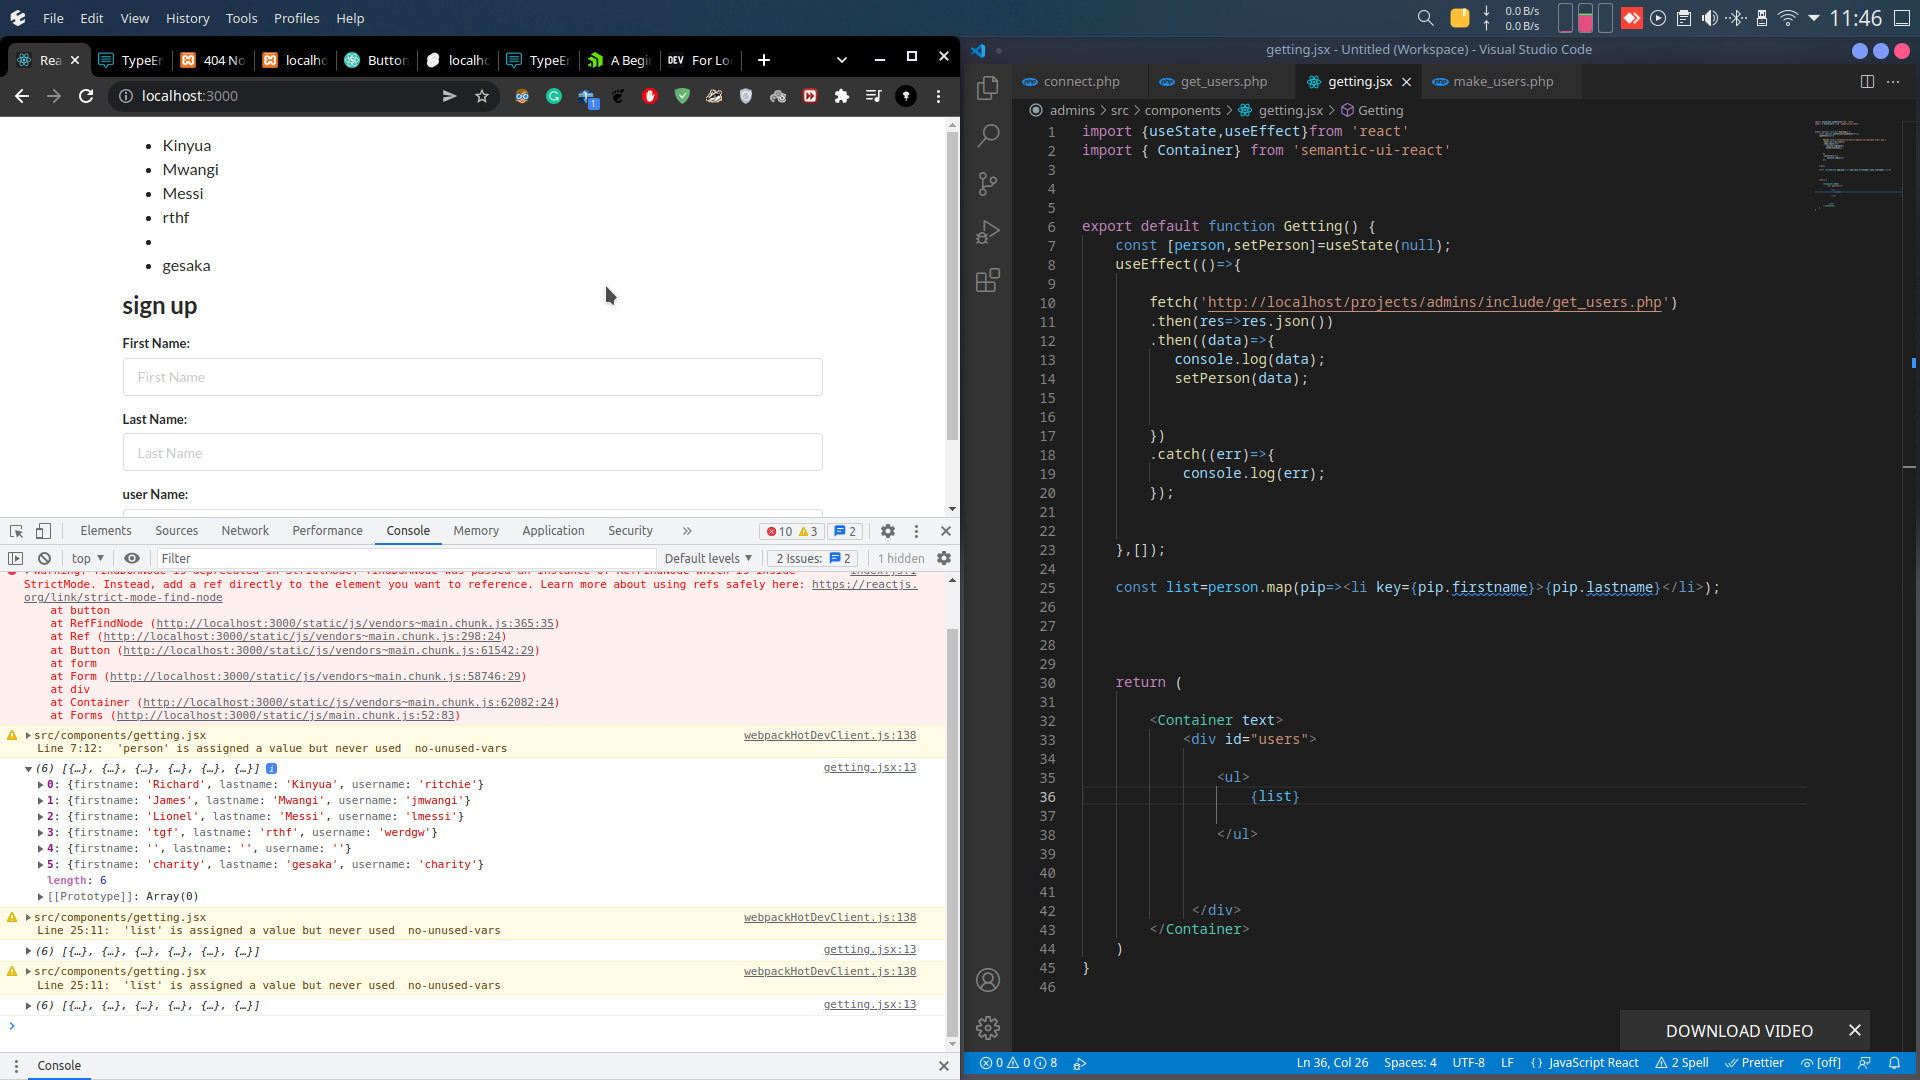 File Edit View History Tools Profiles Help
0.0 B/s
0.0 B/s
11:46
Rea
TypeEr
404 No
localho
Button
localho
TypeEr
A Begi
DEV For Lo
localhost:3000
1
Kinyua
Mwangi
Messi
rthf
gesaka
sign up
First Name:
First Name
Last Name:
Last Name
user Name:
Elements Sources Network Performance Console Memory Application Security
10 3 2
top Filter Default levels 2 Issues: 2 1 hidden
StrictMode. Instead, add a ref directly to the element you want to reference. Learn more about using refs safely here: https://reactjs.
org/link/strict-mode-find-node
at button
at RefFindNode (http://localhost:3000/static/js/vendors~main.chunk.js:365:35)
at Ref (http://localhost:3000/static/js/vendors~main.chunk.js:298:24)
at Button (http://localhost:3000/static/js/vendors~main.chunk.js:61542:29)
at form
at Form (http://localhost:3000/static/js/vendors~main.chunk.js:58746:29)
at div
at Container (http://localhost:3000/static/js/vendors~main.chunk.js:62082:24)
at Forms (http://localhost:3000/static/js/main.chunk.js:52:83)
src/components/getting.jsx webpackHotDevClient.js:138
Line 7:12: 'person' is assigned a value but never used no-unused-vars
(6) [{…}, {…}, {…}, {…}, {…}, {…}] i getting.jsx:13
0: {firstname: 'Richard', lastname: 'Kinyua', username: 'ritchie'}
1: {firstname: 'James', lastname: 'Mwangi', username: 'jmwangi'}
2: {firstname: 'Lionel', lastname: 'Messi', username: 'lmessi'}
3: {firstname: 'tgf', lastname: 'rthf', username: 'werdgw'}
4: {firstname: '', lastname: '', username: ''}
5: {firstname: 'charity', lastname: 'gesaka', username: 'charity'}
length: 6
[[Prototype]]: Array(0)
src/components/getting.jsx webpackHotDevClient.js:138
Line 25:11: 'list' is assigned a value but never used no-unused-vars
(6) [{…}, {…}, {…}, {…}, {…}, {…}] getting.jsx:13
src/components/getting.jsx webpackHotDevClient.js:138
Line 25:11: 'list' is assigned a value but never used no-unused-vars
(6) [{…}, {…}, {…}, {…}, {…}, {…}] getting.jsx:13
Console
getting.jsx - Untitled (Workspace) - Visual Studio Code
connect.php get_users.php getting.jsx make_users.php
admins > src > components > getting.jsx > Getting
1 import {useState,useEffect}from 'react'
2 import { Container} from 'semantic-ui-react'
3
4
5
6 export default function Getting() {
7 const [person,setPerson]=useState(null);
8 useEffect(()=>{
9
10 fetch('http://localhost/projects/admins/include/get_users.php')
11 .then(res=>res.json())
12 .then((data)=>{
13 console.log(data);
14 setPerson(data);
15
16
17 })
18 .catch((err)=>{
19 console.log(err);
20 });
21
22
23 },[]);
24
25 const list=person.map(pip=><li key={pip.firstname}>{pip.lastname}</li>);
26
27
28
29
30 return (
31
32 <Container text>
33 <div id="users">
34
35 <ul>
36 {list}
37
38 </ul>
39
40
41
42 </div>
43 </Container>
44 )
45 }
46
DOWNLOAD VIDEO
0 0 8 Ln 36, Col 26 Spaces: 4 UTF-8 LF {} JavaScript React 2 Spell Prettier [off]